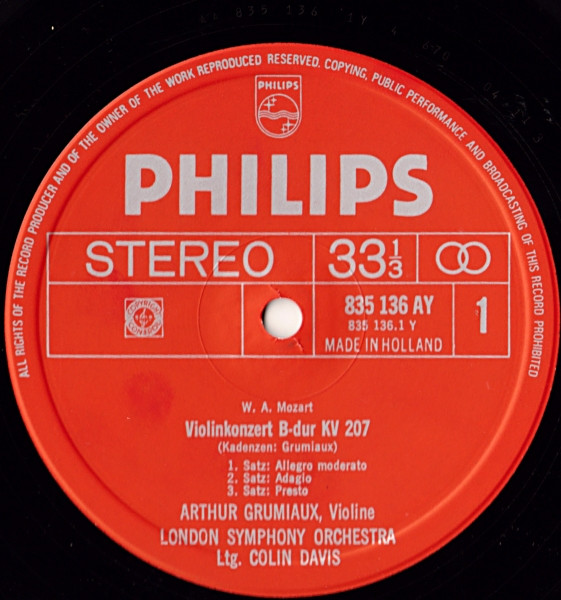 ALL RIGHTS OF THE RECORD PRODUCER AND OF THE OWNER OF THE WORK REPRODUCED RESERVED. COPYING, PUBLIC PERFORMANCE AND BROADCASTING OF THIS RECORD PROHIBITED
PHILIPS
PHILIPS
STEREO 33 1/3
835 136 AY 1
835 136.1 Y
MADE IN HOLLAND
W. A. Mozart
Violinkonzert B-dur KV 207
(Kadenzen: Grumiaux)
1. Satz: Allegro moderato
2. Satz: Adagio
3. Satz: Presto
ARTHUR GRUMIAUX, Violine
LONDON SYMPHONY ORCHESTRA
Ltg. COLIN DAVIS